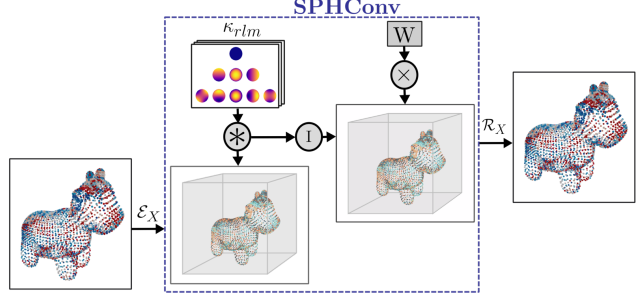 SPHConv
κ_{rlm}
W
×
*
I
ℛ_X
ℰ_X